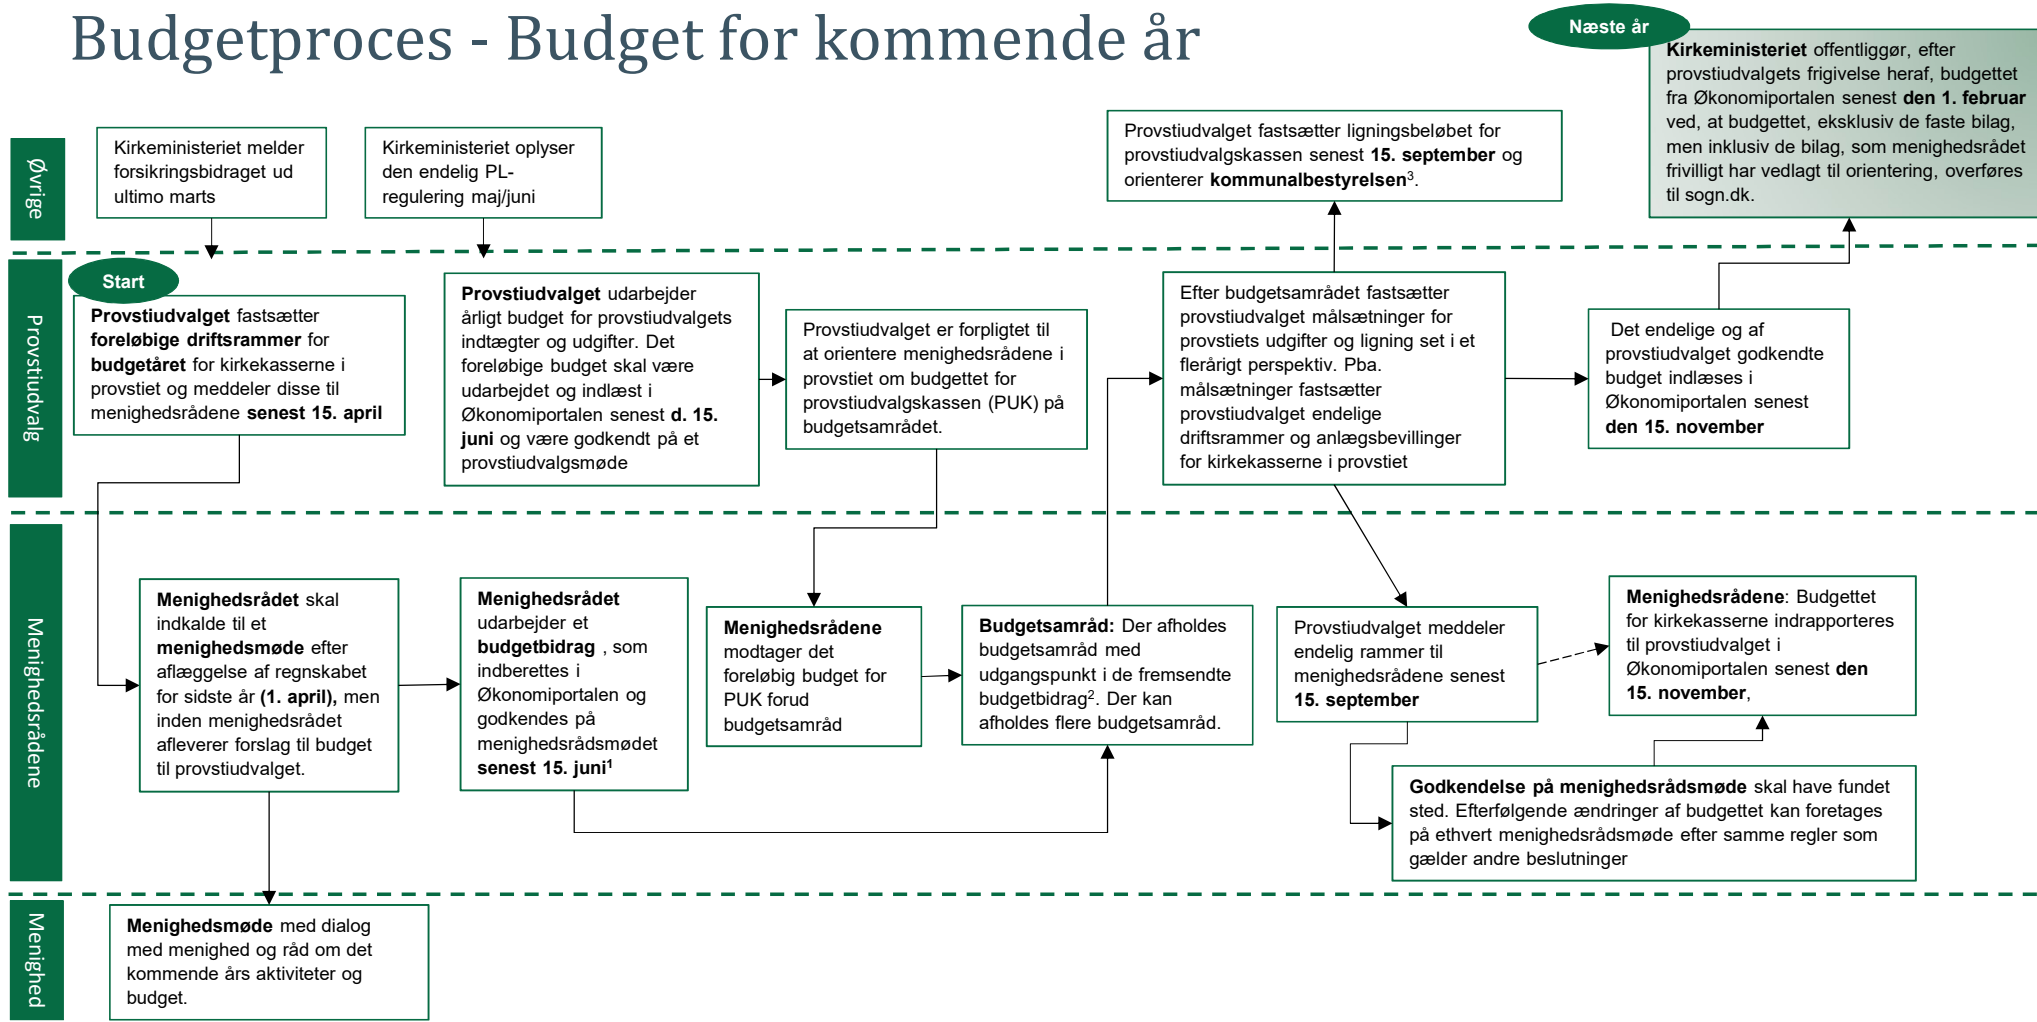 Budgetproces - Budget for kommende år
Næste år
Kirkeministeriet offentliggør, efter
provstiudvalgets frigivelse heraf, budgettet
fra Økonomiportalen senest den 1. februar
ved, at budgettet, eksklusiv de faste bilag,
men inklusiv de bilag, som menighedsrådet
frivilligt har vedlagt til orientering, overføres
til sogn.dk.
Øvrige
Kirkeministeriet melder
forsikringsbidraget ud
ultimo marts
Kirkeministeriet oplyser
den endelig PL-
regulering maj/juni
Provstiudvalget fastsætter ligningsbeløbet for
provstiudvalgskassen senest 15. september og
orienterer kommunalbestyrelsen³.
Provstiudvalg
Start
Provstiudvalget fastsætter
foreløbige driftsrammer for
budgetåret for kirkekasserne i
provstiet og meddeler disse til
menighedsrådene senest 15. april
Provstiudvalget udarbejder
årligt budget for provstiudvalgets
indtægter og udgifter. Det
foreløbige budget skal være
udarbejdet og indlæst i
Økonomiportalen senest d. 15.
juni og være godkendt på et
provstiudvalgsmøde
Provstiudvalget er forpligtet til
at orientere menighedsrådene i
provstiet om budgettet for
provstiudvalgskassen (PUK) på
budgetsamrådet.
Efter budgetsamrådet fastsætter
provstiudvalget målsætninger for
provstiets udgifter og ligning set i et
flerårigt perspektiv. Pba.
målsætninger fastsætter
provstiudvalget endelige
driftsrammer og anlægsbevillinger
for kirkekasserne i provstiet
Det endelige og af
provstiudvalget godkendte
budget indlæses i
Økonomiportalen senest
den 15. november
Menighedsrådene
Menighedsrådet skal
indkalde til et
menighedsmøde efter
aflæggelse af regnskabet
for sidste år (1. april), men
inden menighedsrådet
afleverer forslag til budget
til provstiudvalget.
Menighedsrådet
udarbejder et
budgetbidrag , som
indberettes i
Økonomiportalen og
godkendes på
menighedsrådsmødet
senest 15. juni¹
Menighedsrådene
modtager det
foreløbig budget for
PUK forud
budgetsamråd
Budgetsamråd: Der afholdes
budgetsamråd med
udgangspunkt i de fremsendte
budgetbidrag². Der kan
afholdes flere budgetsamråd.
Provstiudvalget meddeler
endelig rammer til
menighedsrådene senest
15. september
Menighedsrådene: Budgettet
for kirkekasserne indrapporteres
til provstiudvalget i
Økonomiportalen senest den
15. november,
Godkendelse på menighedsrådsmøde skal have fundet
sted. Efterfølgende ændringer af budgettet kan foretages
på ethvert menighedsrådsmøde efter samme regler som
gælder andre beslutninger
Menighed
Menighedsmøde med dialog
med menighed og råd om det
kommende års aktiviteter og
budget.